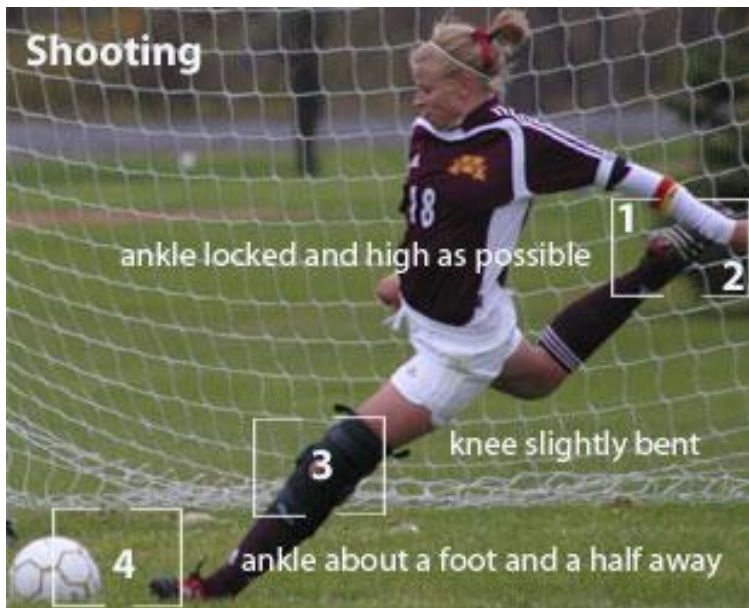 Shooting
18
1
ankle locked and high as possible
2
3
knee slightly bent
4
ankle about a foot and a half away